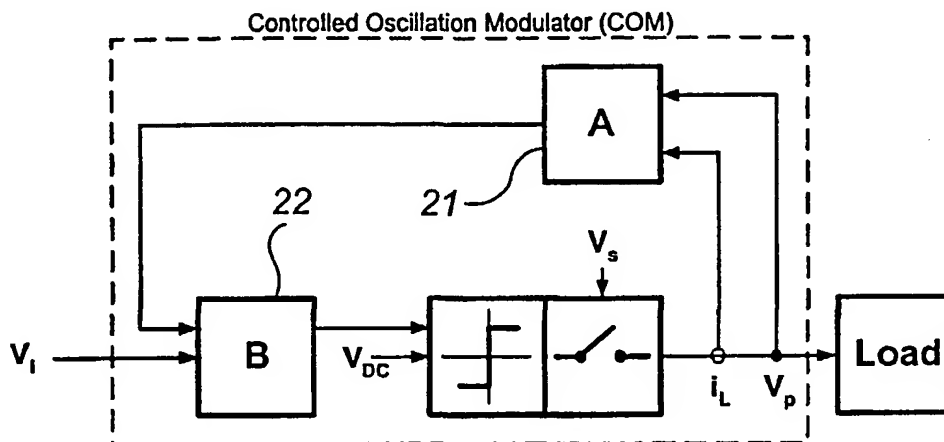 Controlled Oscillation Modulator (COM)
A
21
22
V_s
V_I
B
V_DC
i_L
V_p
Load